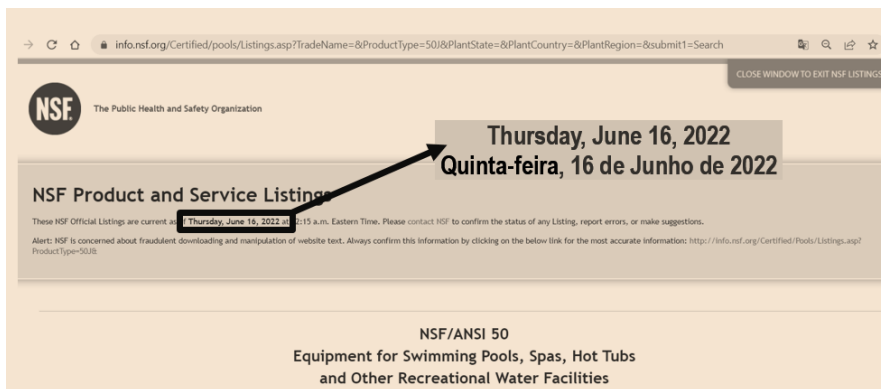 info.nsf.org/Certified/pools/Listings.asp?TradeName=&ProductType=50J&PlantState=&PlantCountry=&PlantRegion=&submit1=Search
CLOSE WINDOW TO EXIT NSF LISTINGS
NSF.
The Public Health and Safety Organization
Thursday, June 16, 2022
Quinta-feira, 16 de Junho de 2022
NSF Product and Service Listings
These NSF Official Listings are current as of Thursday, June 16, 2022 at 2:15 a.m. Eastern Time. Please contact NSF to confirm the status of any Listing, report errors, or make suggestions.
Alert: NSF is concerned about fraudulent downloading and manipulation of website text. Always confirm this information by clicking on the below link for the most accurate information: http://info.nsf.org/Certified/Pools/Listings.asp?
ProductType=50J&
NSF/ANSI 50
Equipment for Swimming Pools, Spas, Hot Tubs
and Other Recreational Water Facilities